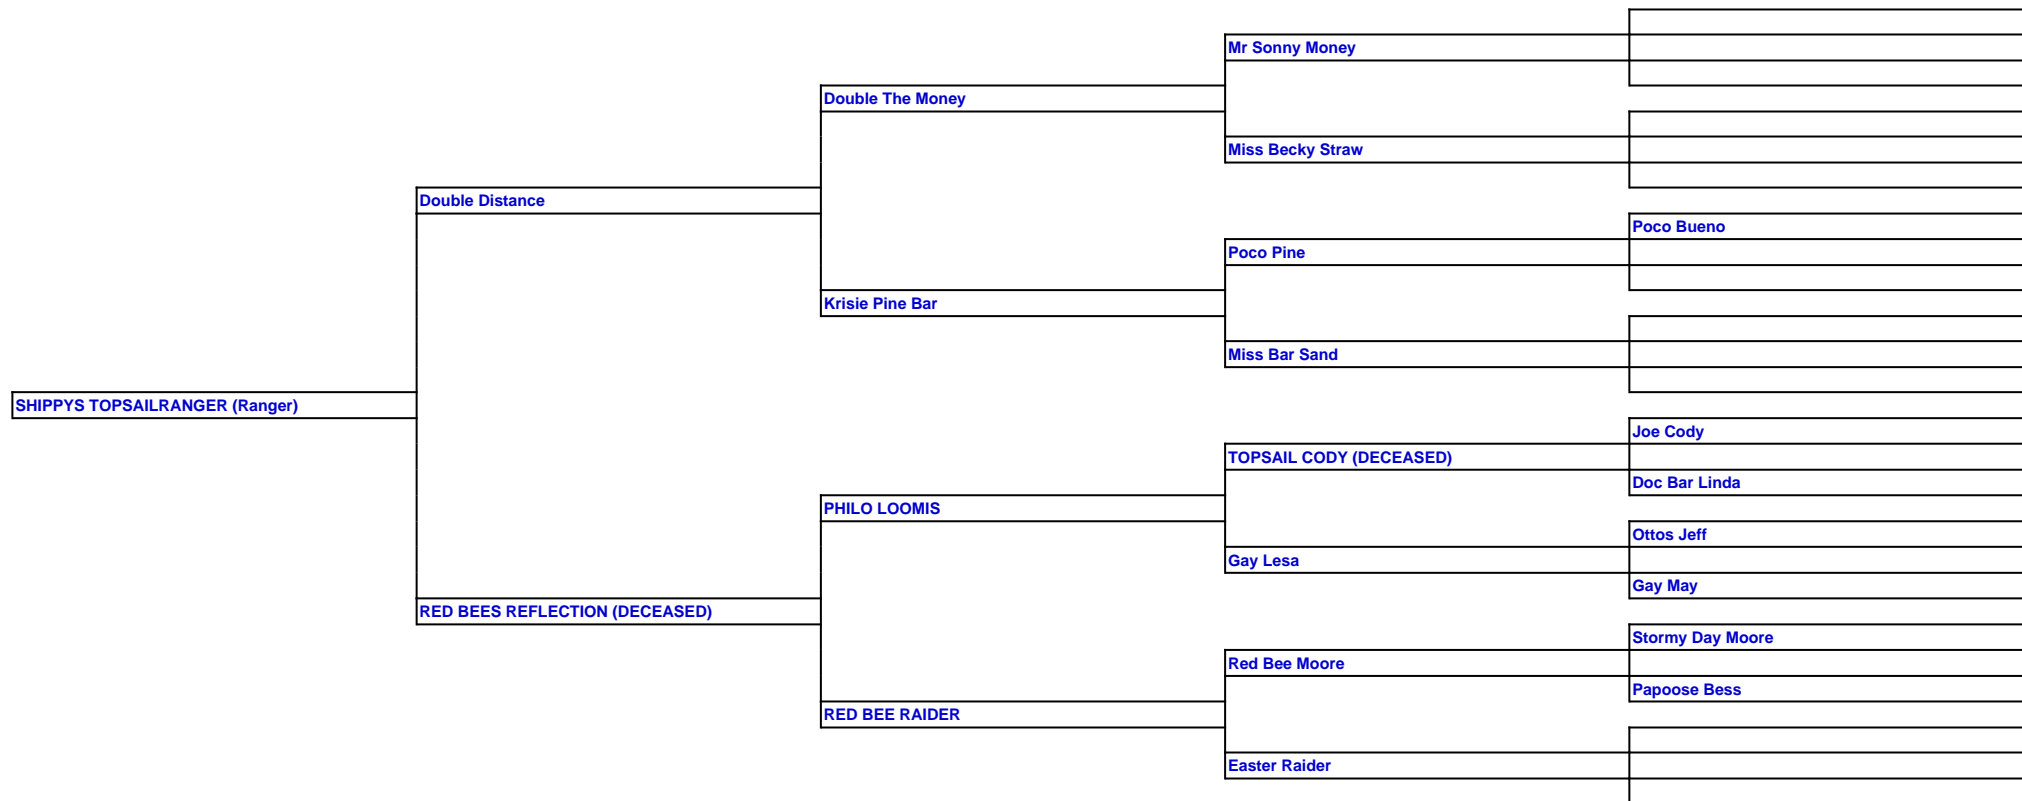 Mr Sonny Money
Double The Money
Miss Becky Straw
Double Distance
Poco Bueno
Poco Pine
Krisie Pine Bar
Miss Bar Sand
SHIPPYS TOPSAILRANGER (Ranger)
Joe Cody
TOPSAIL CODY (DECEASED)
Doc Bar Linda
PHILO LOOMIS
Ottos Jeff
Gay Lesa
Gay May
RED BEES REFLECTION (DECEASED)
Stormy Day Moore
Red Bee Moore
Papoose Bess
RED BEE RAIDER
Easter Raider